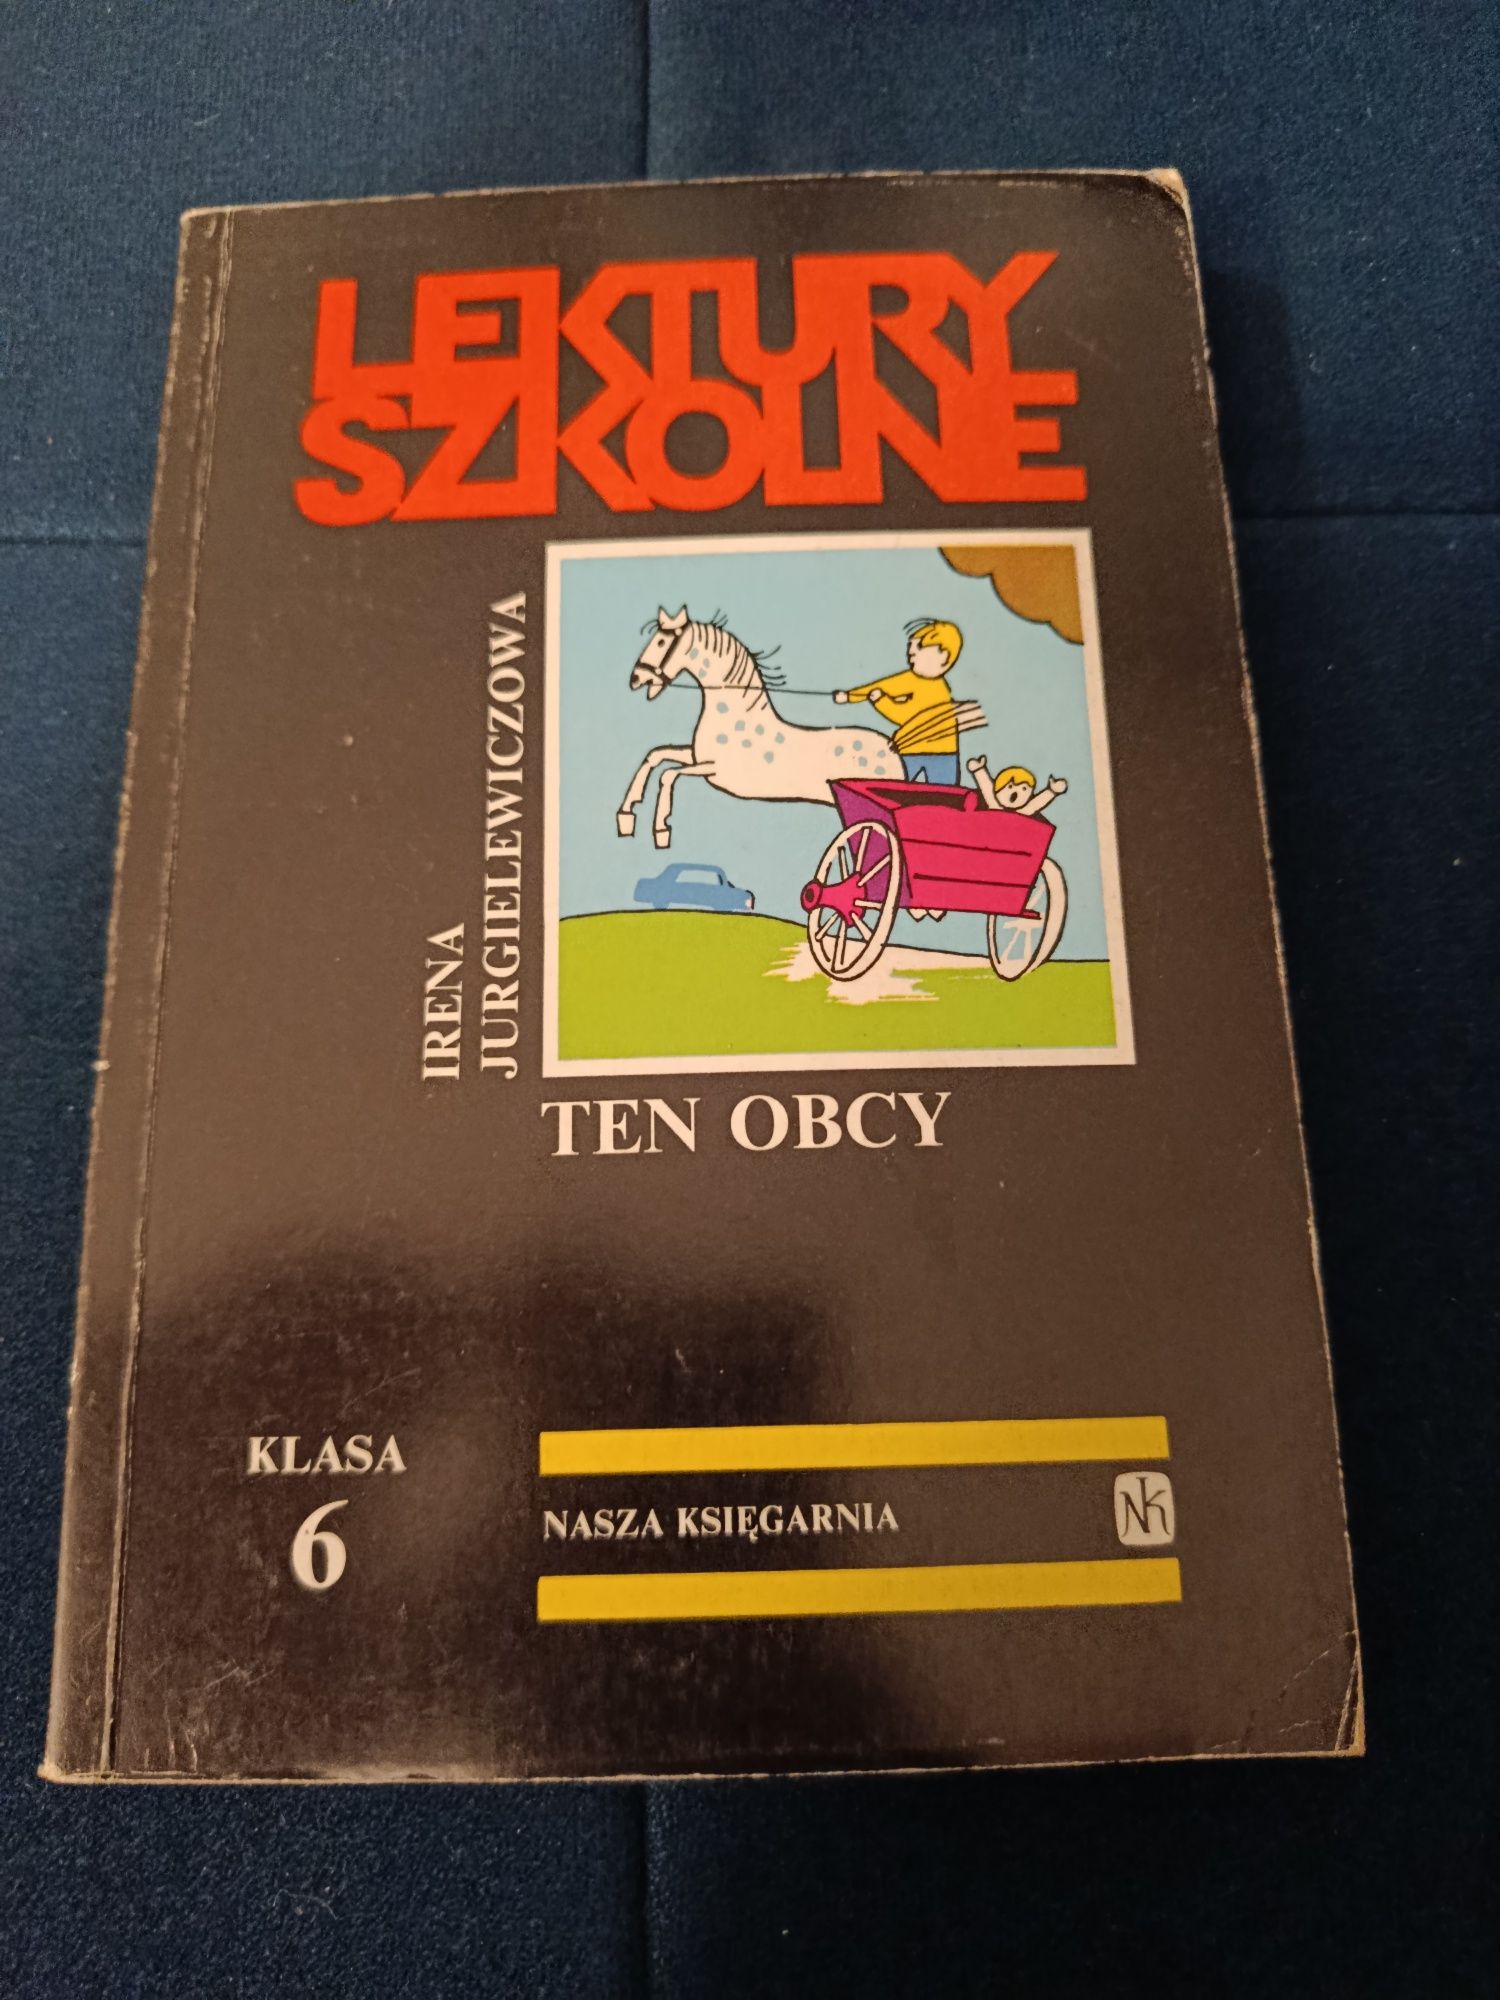 LEKTURY
SZKOLNE
IRENA
JURGIELEWICZOWA
TEN OBCY
KLASA
6
NASZA KSIĘGARNIA
NK